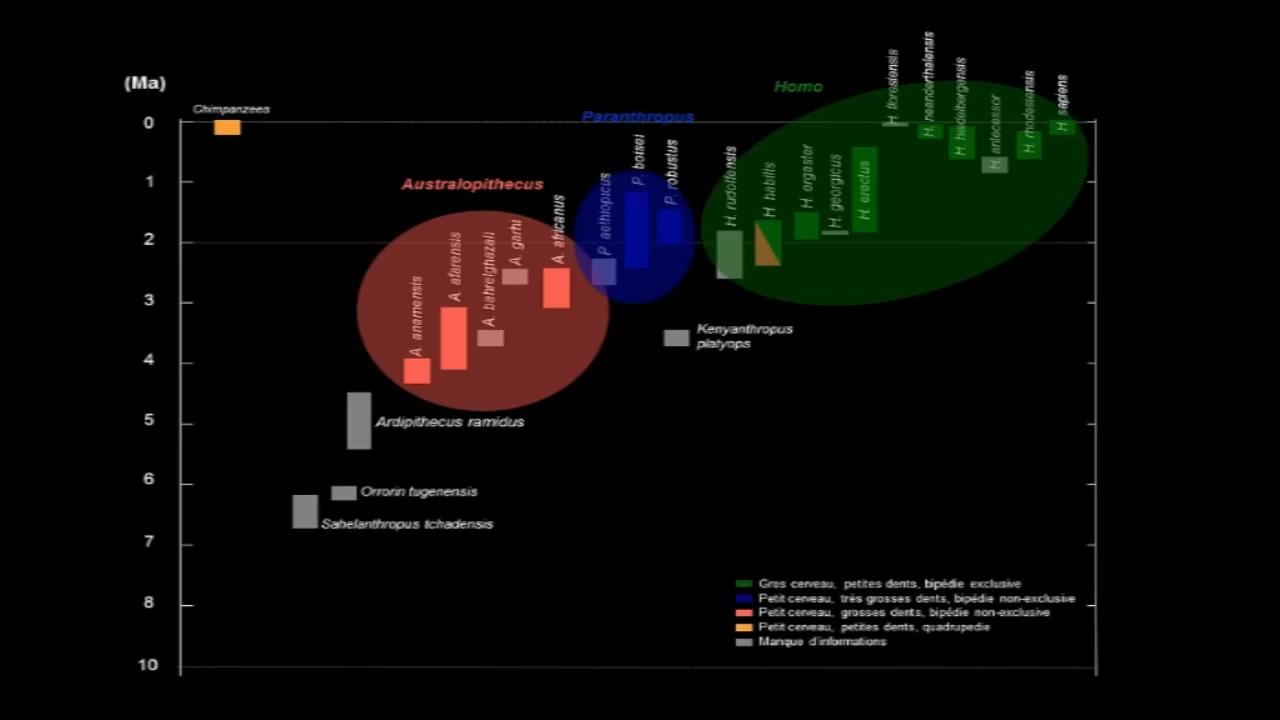 (Ma)
Chimpanzees
0
1
2
3
4
5
6
7
8
10
Australopithecus
A. anamensis
A. afarensis
A. bahrelghazali
A. garhi
A. africanus
Paranthropus
P. aethiopicus
P. boisei
P. robustus
Homo
H. rudolfensis
H. habilis
H. ergaster
H. georgicus
H. erectus
H. floresiensis
H. neanderthalensis
H. heidelbergensis
H. antecessor
H. rhodesiensis
H. sapiens
Kenyanthropus
platyops
Ardipithecus ramidus
Orrorin tugenensis
Sahelanthropus tchadensis
Gros cerveau, petites dents, bipédie exclusive
Petit cerveau, très grosses dents, bipédie non-exclusive
Petit cerveau, grosses dents, bipédie non-exclusive
Petit cerveau, petites dents, quadrupedie
Manque d'informations